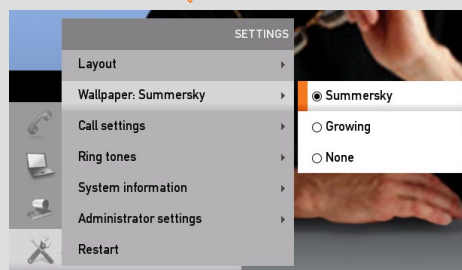 SETTINGS
Layout
Wallpaper: Summersky
Call settings
Ring tones
System information
Administrator settings
Restart
Summersky
Growing
None